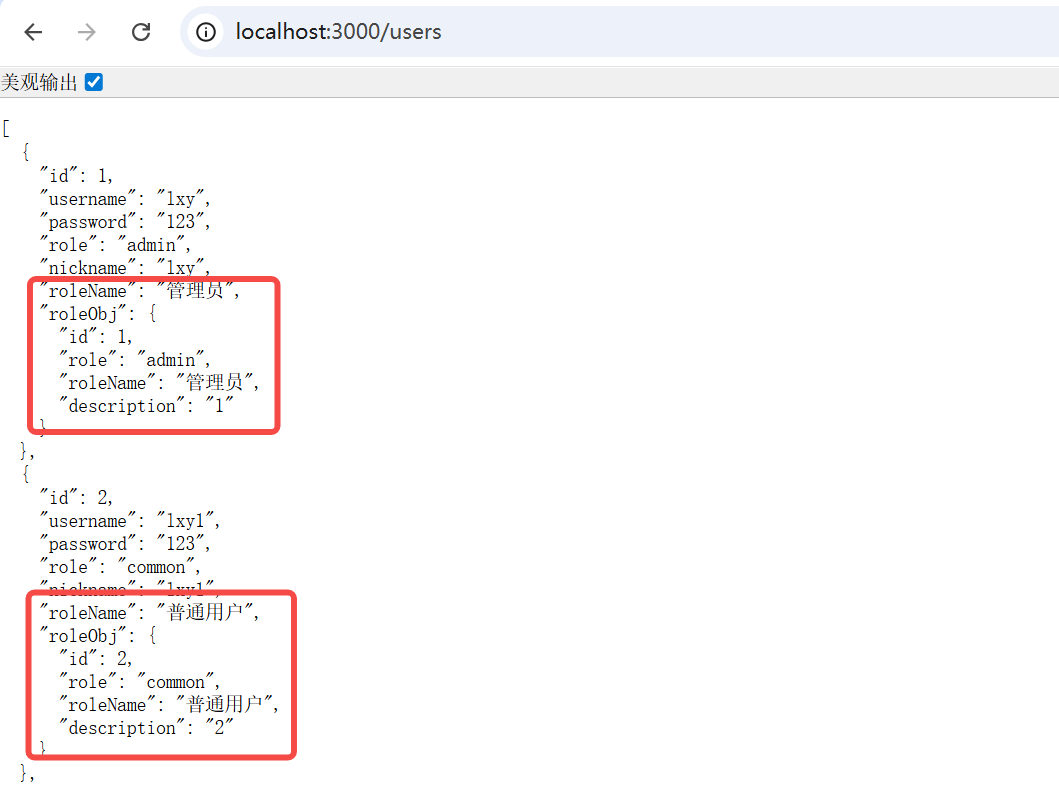 localhost:3000/users
美观输出
[
  {
    "id": 1,
    "username": "lxy",
    "password": "123",
    "role": "admin",
    "nickname": "lxy",
    "roleName": "管理员",
    "roleObj": {
      "id": 1,
      "role": "admin",
      "roleName": "管理员",
      "description": "1"
    }
  },
  {
    "id": 2,
    "username": "lxy1",
    "password": "123",
    "role": "common",
    "nickname": "lxy1",
    "roleName": "普通用户",
    "roleObj": {
      "id": 2,
      "role": "common",
      "roleName": "普通用户",
      "description": "2"
    }
  },